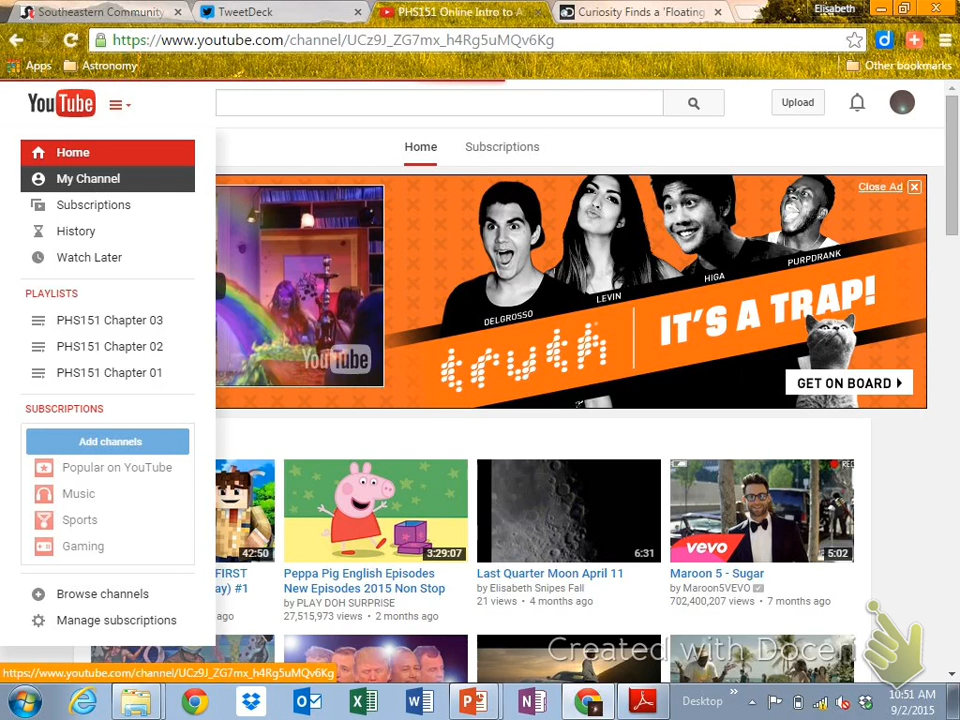 Southeastern Community
TweetDeck
PHS151 Online Intro to A
Curiosity Finds a 'Floating
Elisabeth
https://www.youtube.com/channel/UCz9J_ZG7mx_h4Rg5uMQv6Kg
Apps
Astronomy
Other bookmarks
YouTube
Upload
Home
Subscriptions
Home
My Channel
Subscriptions
History
Watch Later
PLAYLISTS
PHS151 Chapter 03
PHS151 Chapter 02
PHS151 Chapter 01
SUBSCRIPTIONS
Add channels
Popular on YouTube
Music
Sports
Gaming
Browse channels
Manage subscriptions
YouTube
Close Ad
DELGROSSO
LEVIN
HIGA
PURPDRANK
truth
IT'S A TRAP!
GET ON BOARD
42:50
FIRST
ay) #1
ago
3:29:07
Peppa Pig English Episodes
New Episodes 2015 Non Stop
by PLAY DOH SURPRISE
27,515,973 views • 2 months ago
6:31
Last Quarter Moon April 11
by Elisabeth Snipes Fall
21 views • 4 months ago
REC
vevo
5:02
Maroon 5 - Sugar
by Maroon5VEVO
702,400,207 views • 7 months ago
Created with Docen
https://www.youtube.com/channel/UCz9J_ZG7mx_h4Rg5uMQv6Kg
Desktop
10:51 AM
9/2/2015